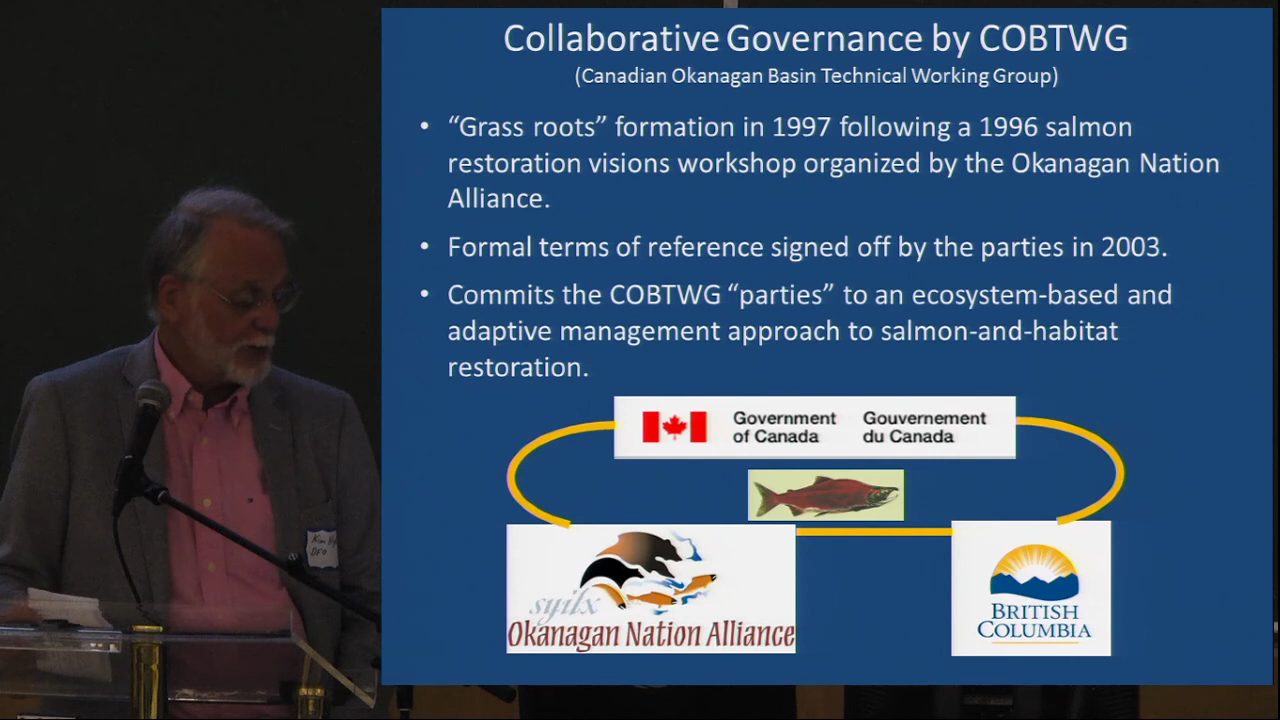 Collaborative Governance by COBTWG
(Canadian Okanagan Basin Technical Working Group)
• “Grass roots” formation in 1997 following a 1996 salmon
restoration visions workshop organized by the Okanagan Nation
Alliance.
• Formal terms of reference signed off by the parties in 2003.
• Commits the COBTWG “parties” to an ecosystem-based and
adaptive management approach to salmon-and-habitat
restoration.
Government of Canada
Gouvernement du Canada
syilx
Okanagan Nation Alliance
BRITISH
COLUMBIA
Kim
DFO